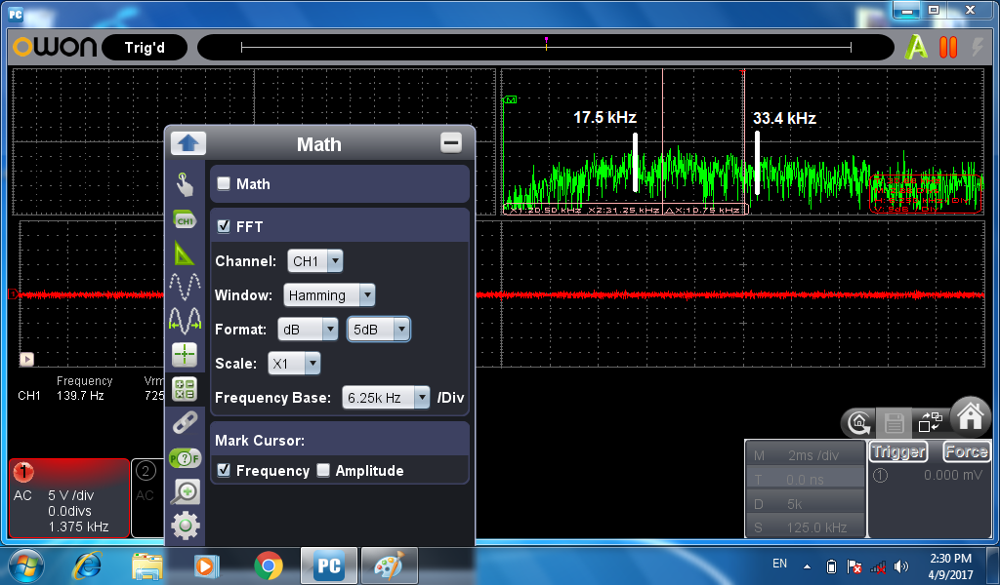 PC
owon Trig'd A
M
17.5 kHz 33.4 kHz
X1:20.50 kHz X2:31.25 kHz △X:10.75 kHz
Math
Math
FFT
CH1
Channel: CH1
Window: Hamming
Format: dB 5dB
Scale: X1
Frequency Base: 6.25k Hz /Div
Mark Cursor:
Frequency Amplitude
P?F
Frequency Vrm
CH1 139.7 Hz 725
1
AC 5 V /div
0.0divs
1.375 kHz
2
AC
M 2ms /div
T 0.0 ns
D 5k
S 125.0 kHz
Trigger Force
1 0.000 mV
PC
EN
2:30 PM
4/9/2017